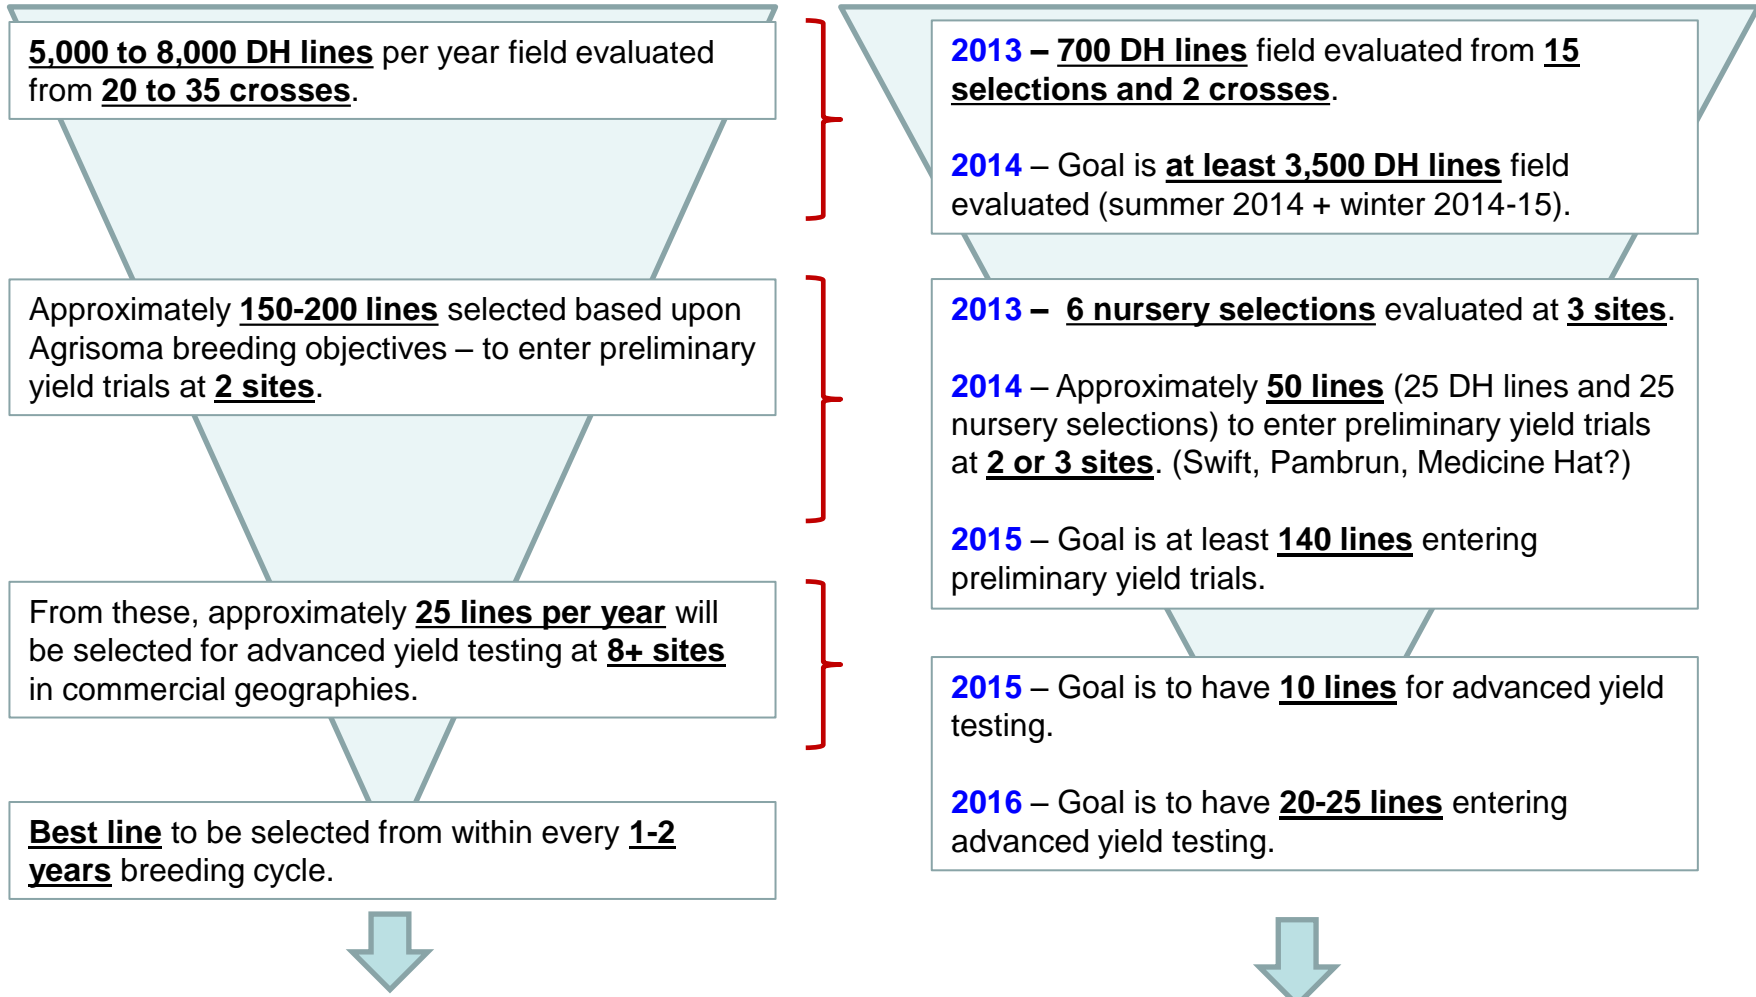 5,000 to 8,000 DH lines per year field evaluated
from 20 to 35 crosses.
Approximately 150-200 lines selected based upon
Agrisoma breeding objectives – to enter preliminary
yield trials at 2 sites.
From these, approximately 25 lines per year will
be selected for advanced yield testing at 8+ sites
in commercial geographies.
Best line to be selected from within every 1-2
years breeding cycle.
2013 – 700 DH lines field evaluated from 15
selections and 2 crosses.
2014 – Goal is at least 3,500 DH lines field
evaluated (summer 2014 + winter 2014-15).
2013 – 6 nursery selections evaluated at 3 sites.
2014 – Approximately 50 lines (25 DH lines and 25
nursery selections) to enter preliminary yield trials
at 2 or 3 sites. (Swift, Pambrun, Medicine Hat?)
2015 – Goal is at least 140 lines entering
preliminary yield trials.
2015 – Goal is to have 10 lines for advanced yield
testing.
2016 – Goal is to have 20-25 lines entering
advanced yield testing.